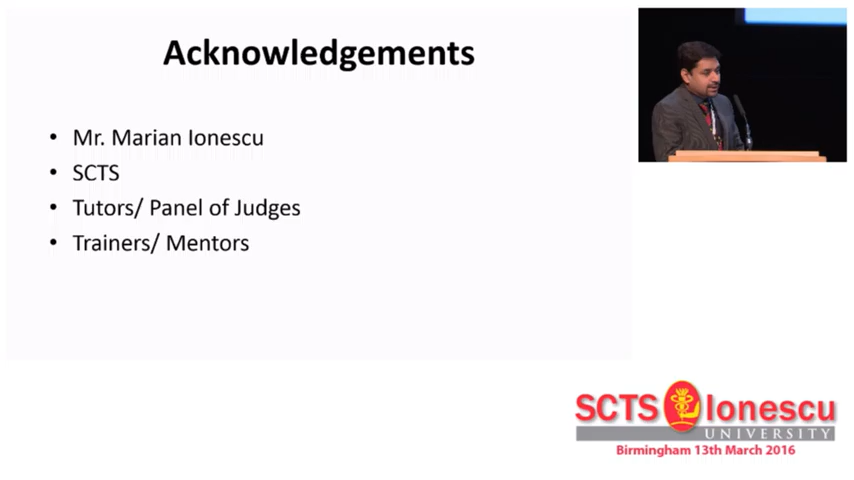 Acknowledgements
• Mr. Marian Ionescu
• SCTS
• Tutors/ Panel of Judges
• Trainers/ Mentors
SCTS Ionescu
UNIVERSITY
Birmingham 13th March 2016